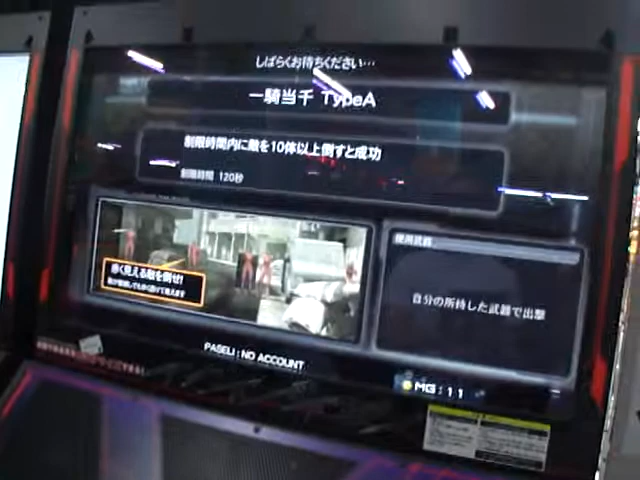 しばらくお待ちください…
一騎当千 TypeA
制限時間内に敵を10体以上倒すと成功
制限時間 120秒
赤く見える敵を倒せ!
使用武器
自分の所持した武器で出撃
PASELI : NO ACCOUNT
MG : 11